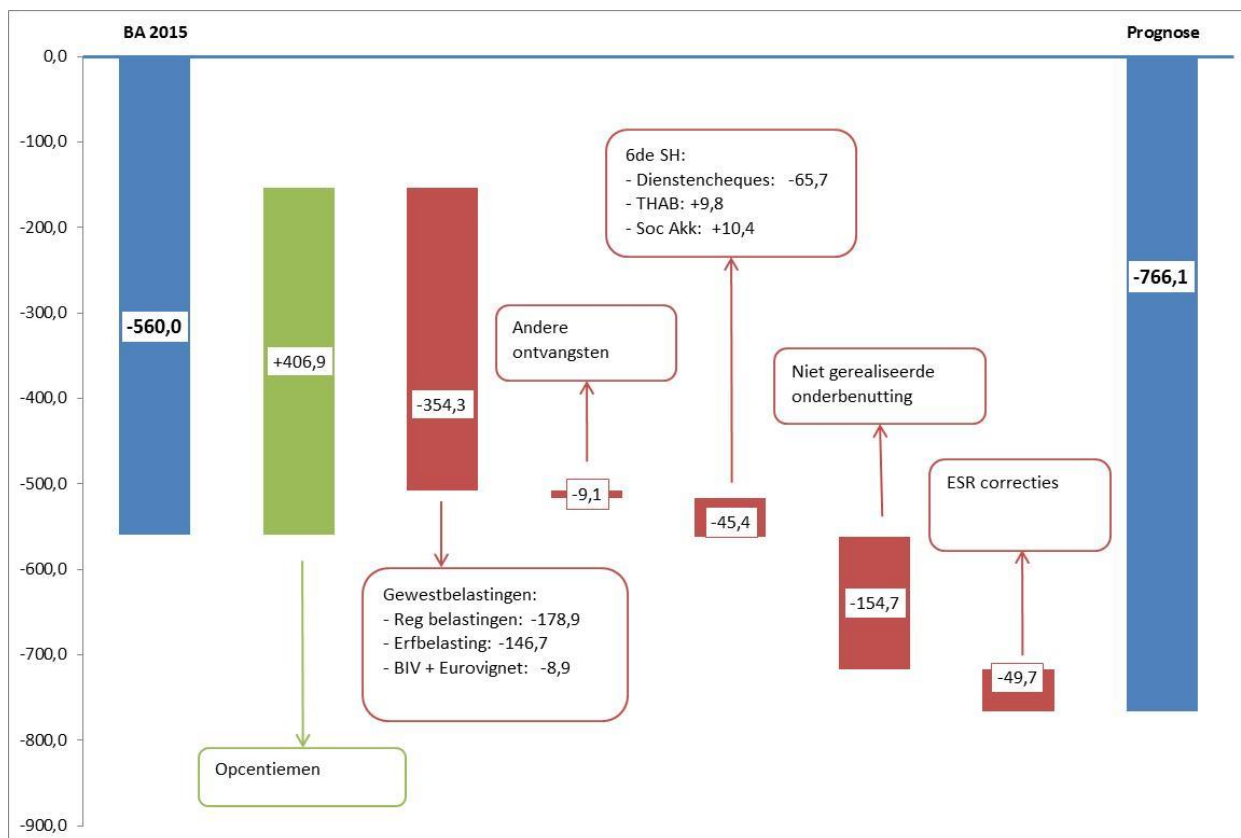 BA 2015
Prognose
0,0
-100,0
-200,0
-300,0
-400,0
-500,0
-600,0
-700,0
-800,0
-900,0
-560,0
+406,9
-354,3
-9,1
-45,4
-154,7
-49,7
-766,1
6de SH:
- Dienstencheques: -65,7
- THAB: +9,8
- Soc Akk: +10,4
Andere
ontvangsten
Niet gerealiseerde
onderbenutting
ESR correcties
Gewestbelastingen:
- Reg belastingen: -178,9
- Erfbelasting: -146,7
- BIV + Eurovignet: -8,9
Opcentiemen